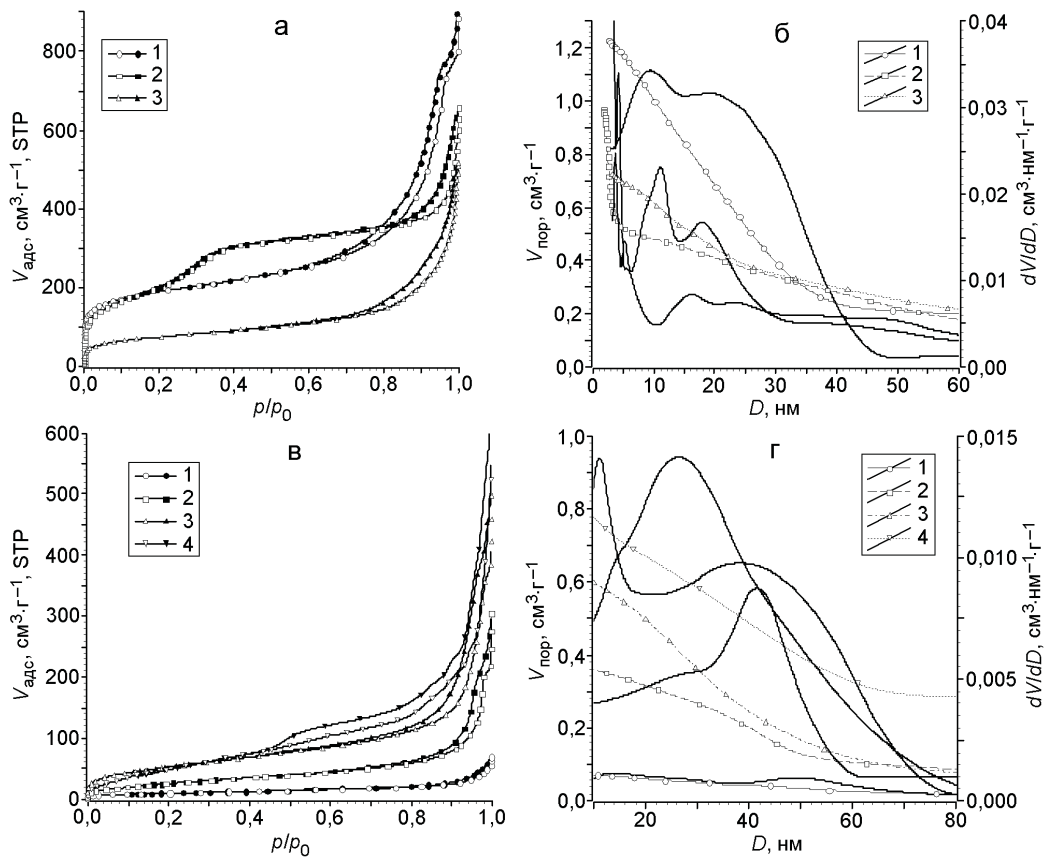 а
800
600
400
200
0
0,0 0,2 0,4 0,6 0,8 1,0
Vадс, см³·г⁻¹, STP
p/p₀
1
2
3
б
1,2
1,0
0,8
0,6
0,4
0,2
0,0
0 10 20 30 40 50 60
Vпор, см³·г⁻¹
D, нм
0,04
0,03
0,02
0,01
0,00
dV/dD, см³·нм⁻¹·г⁻¹
1
2
3
в
600
500
400
300
200
100
0
0,0 0,2 0,4 0,6 0,8 1,0
Vадс, см³·г⁻¹, STP
p/p₀
1
2
3
4
г
1,0
0,8
0,6
0,4
0,2
0,0
20 40 60 80
Vпор, см³·г⁻¹
D, нм
0,015
0,010
0,005
0,000
dV/dD, см³·нм⁻¹·г⁻¹
1
2
3
4